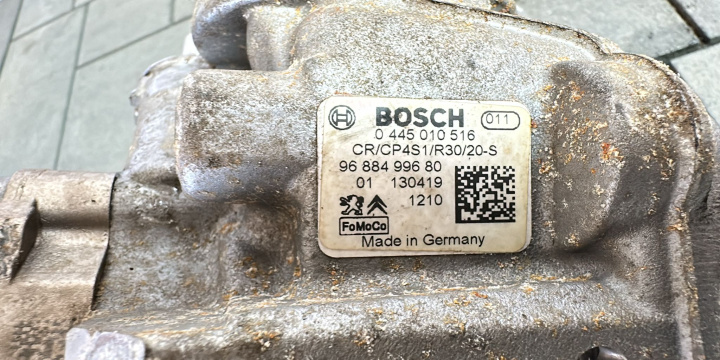 BOSCH 011
0 445 010 516
CR/CP4S1/R30/20-S
96 884 996 80
01 130419
1210
FoMoCo
Made in Germany